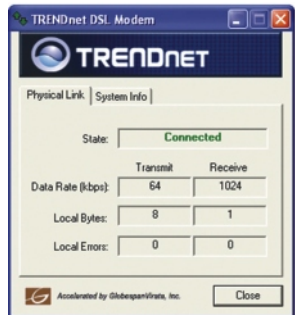 TRENDnet DSL Modem
TRENDNET
Physical Link System Info
State: Connected
Transmit Receive
Data Rate (kbps): 64 1024
Local Bytes: 8 1
Local Errors: 0 0
Accelerated by GlobespanVirata, Inc. Close